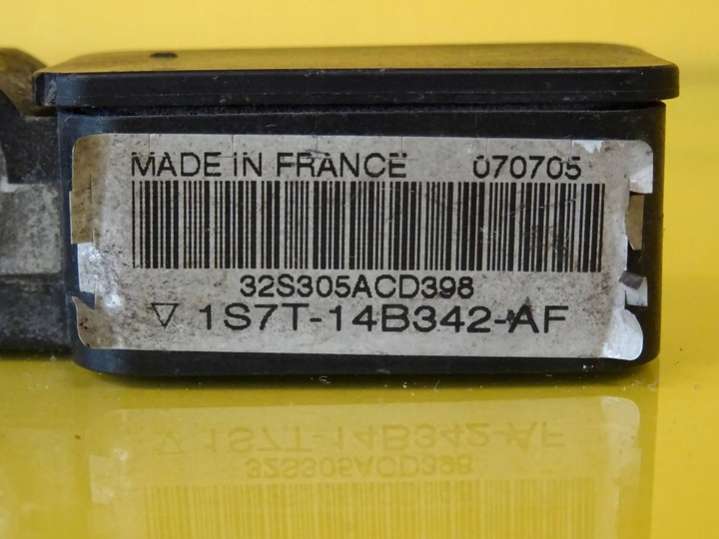 MADE IN FRANCE 070705
32S305ACD398
▽ 1S7T-14B342-AF